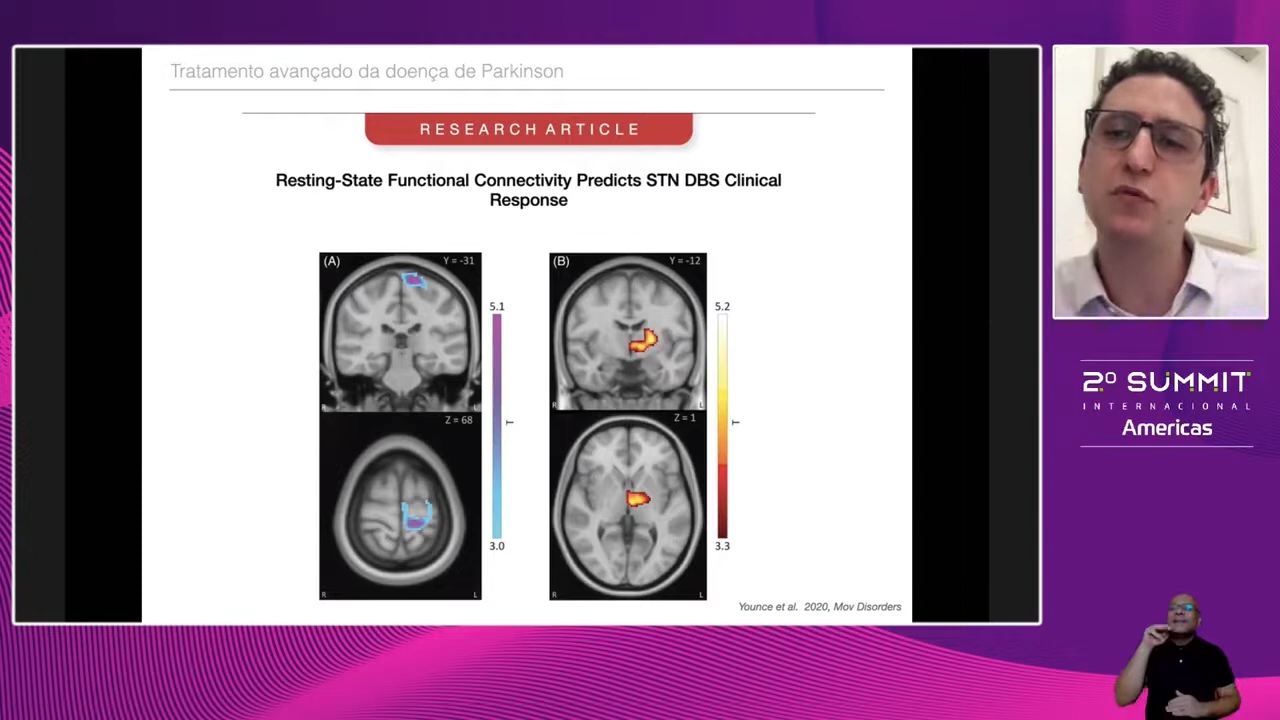 Tratamento avançado da doença de Parkinson
RESEARCH ARTICLE
Resting-State Functional Connectivity Predicts STN DBS Clinical
Response
(A)
Y = -31
R
L
Z = 68
R
L
5.1
T
3.0
(B)
Y = -12
R
L
Z = 1
R
L
5.2
T
3.3
Younce et al. 2020, Mov Disorders
2º SUMMIT
INTERNACIONAL
Americas